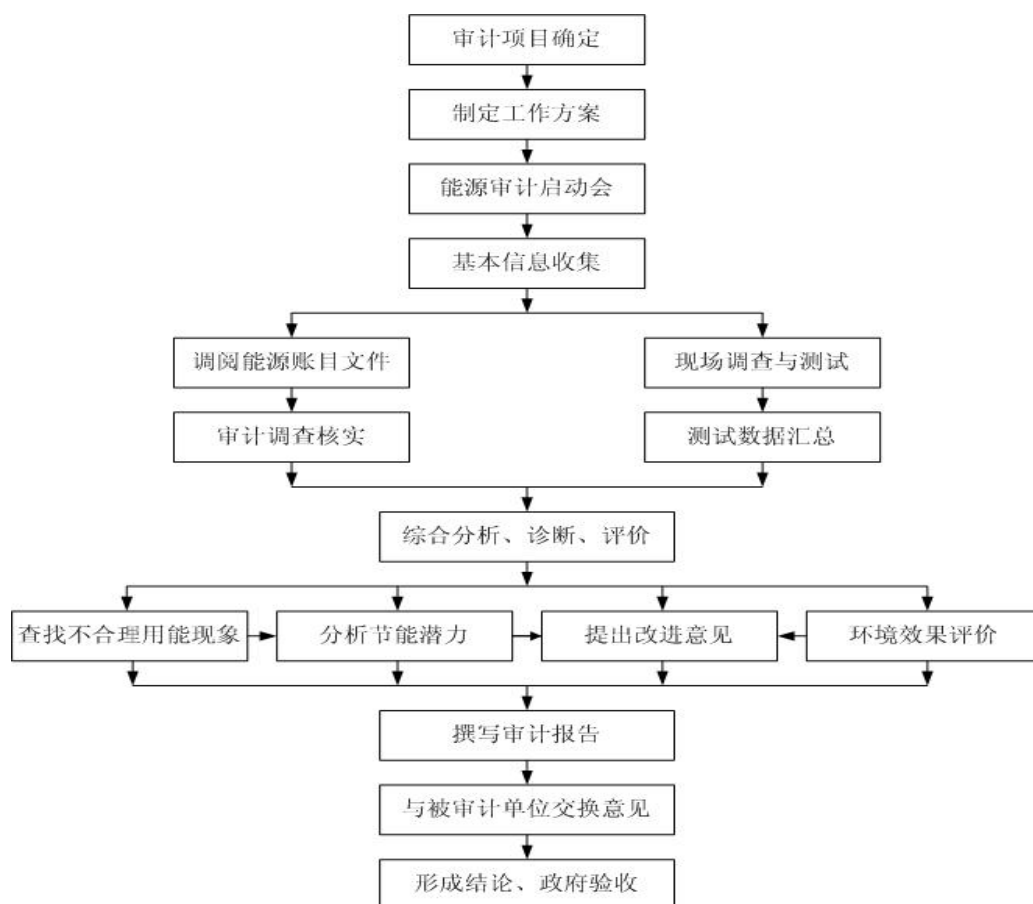 审计项目确定
制定工作方案
能源审计启动会
基本信息收集
调阅能源账目文件
现场调查与测试
审计调查核实
测试数据汇总
综合分析、诊断、评价
查找不合理用能现象
分析节能潜力
提出改进意见
环境效果评价
撰写审计报告
与被审计单位交换意见
形成结论、政府验收